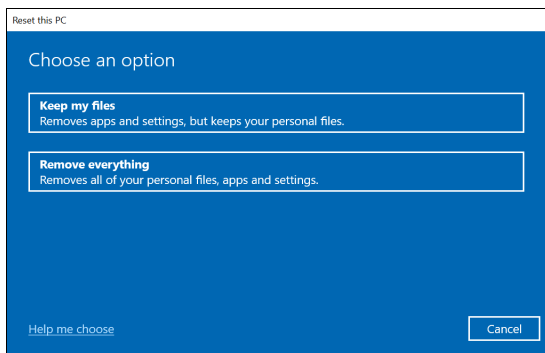 Reset this PC
Choose an option
Keep my files
Removes apps and settings, but keeps your personal files.
Remove everything
Removes all of your personal files, apps and settings.
Help me choose
Cancel